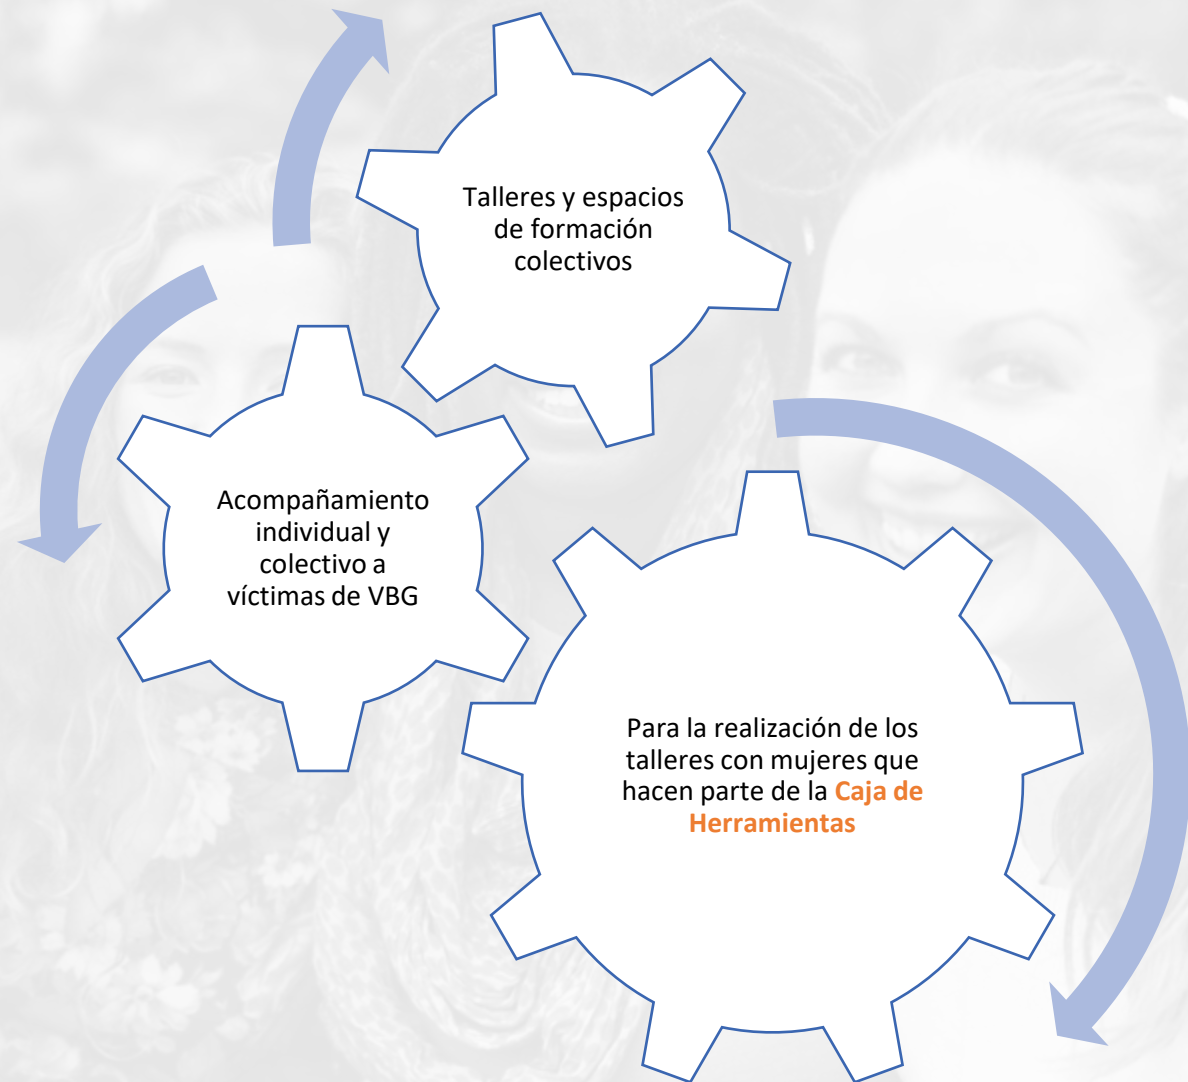 Talleres y espacios
de formación
colectivos
Acompañamiento
individual y
colectivo a
víctimas de VBG
Para la realización de los
talleres con mujeres que
hacen parte de la Caja de
Herramientas